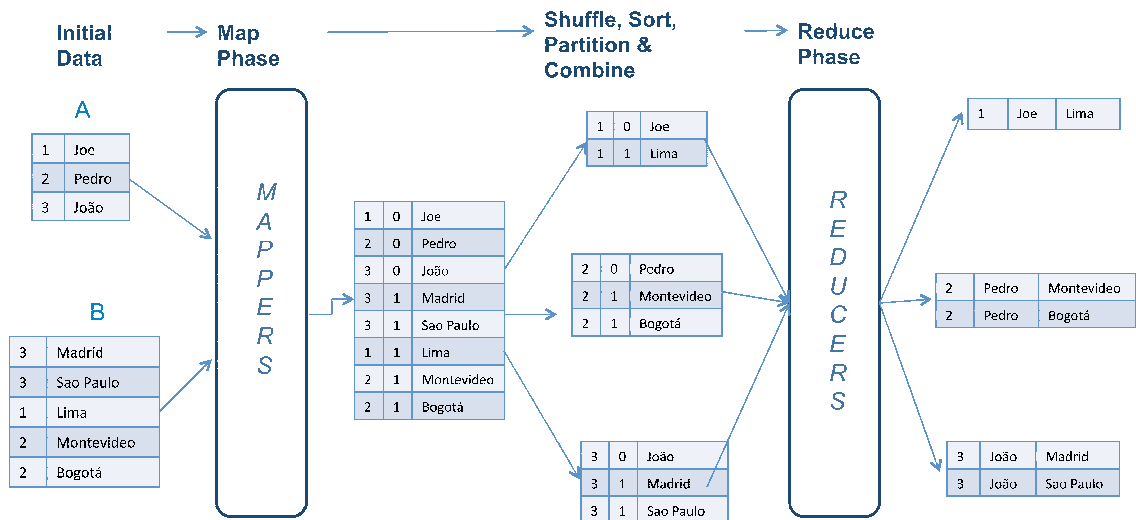 Initial
Data
Map
Phase
Shuffle, Sort,
Partition &
Combine
Reduce
Phase
A
1 Joe
2 Pedro
3 João
B
3 Madrid
3 Sao Paulo
1 Lima
2 Montevideo
2 Bogotá
MAPPERS
1 0 Joe
2 0 Pedro
3 0 João
3 1 Madrid
3 1 Sao Paulo
1 1 Lima
2 1 Montevideo
2 1 Bogotá
1 0 Joe
1 1 Lima
2 0 Pedro
2 1 Montevideo
2 1 Bogotá
3 0 João
3 1 Madrid
3 1 Sao Paulo
REDUCERS
1 Joe Lima
2 Pedro Montevideo
2 Pedro Bogotá
3 João Madrid
3 João Sao Paulo